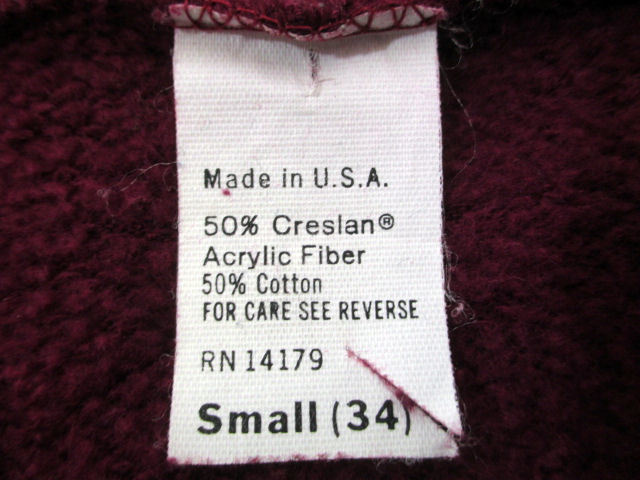 Made in U.S.A.
50% Creslan®
Acrylic Fiber
50% Cotton
FOR CARE SEE REVERSE
RN 14179
Small (34)